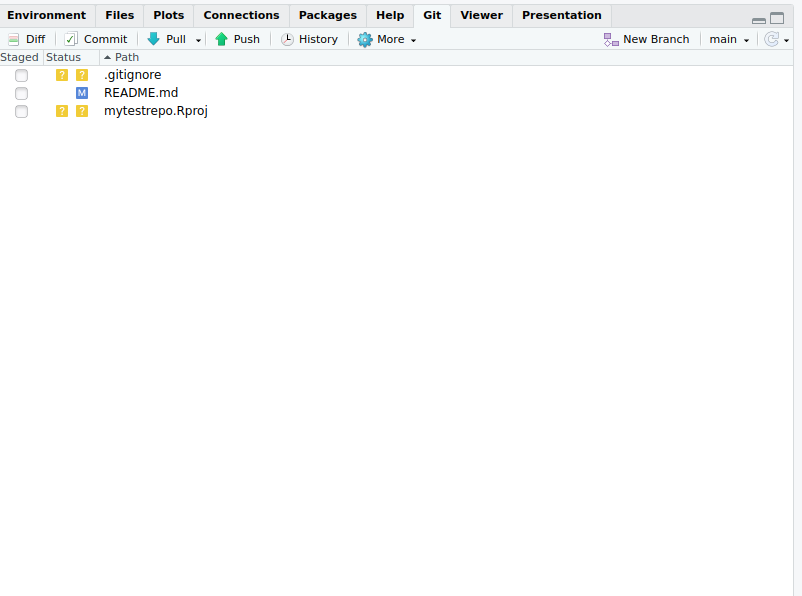 Environment Files Plots Connections Packages Help Git Viewer Presentation
Diff Commit Pull Push History More New Branch main
Staged Status Path
? ? .gitignore
M README.md
? ? mytestrepo.Rproj